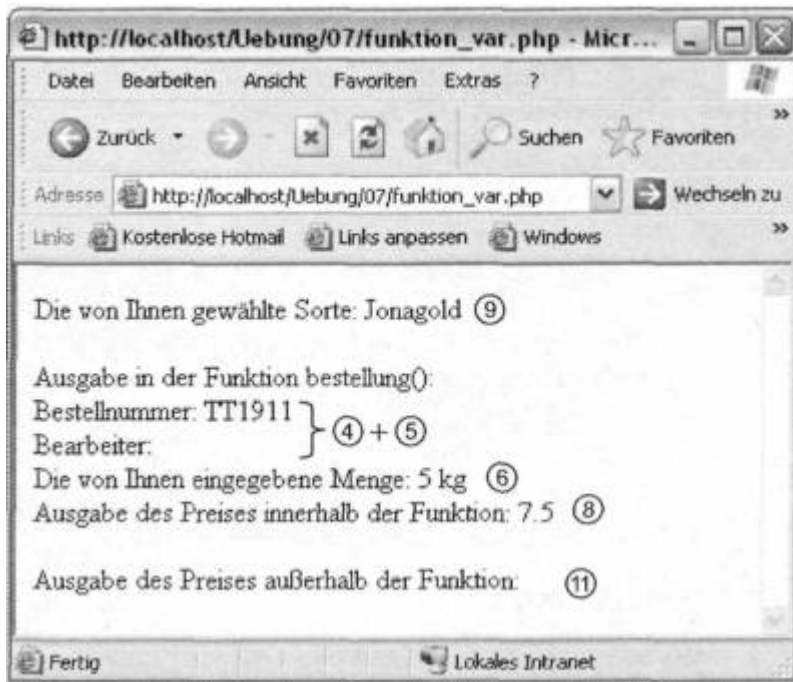 http://localhost/Uebung/07/funktion_var.php - Micr...
Datei Bearbeiten Ansicht Favoriten Extras ?
Zurück Suchen Favoriten »
Adresse http://localhost/Uebung/07/funktion_var.php Wechseln zu
Links Kostenlose Hotmail Links anpassen Windows »
Die von Ihnen gewählte Sorte: Jonagold ⑨
Ausgabe in der Funktion bestellung():
Bestellnummer: TT1911
Bearbeiter: ④ + ⑤
Die von Ihnen eingegebene Menge: 5 kg ⑥
Ausgabe des Preises innerhalb der Funktion: 7.5 ⑧
Ausgabe des Preises außerhalb der Funktion: ⑪
Fertig Lokales Intranet